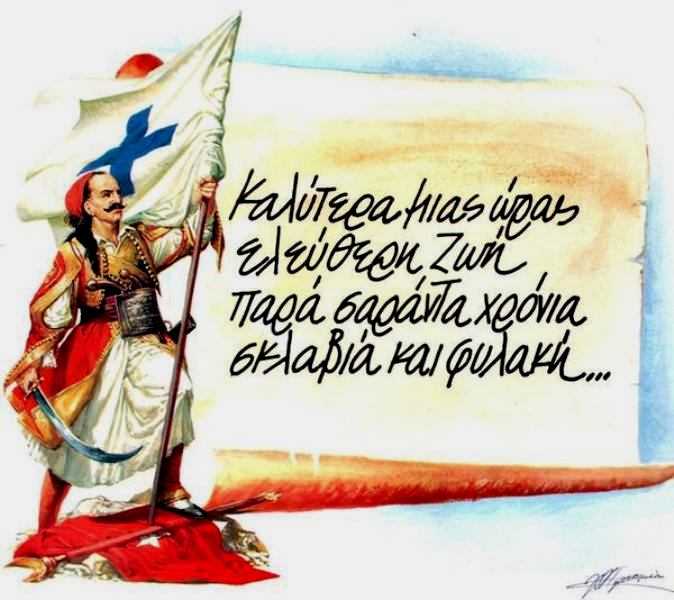 Καλύτερα μιας ώρας
ελεύθερη ζωή
παρά σαράντα χρόνια
σκλαβιά και φυλακή...